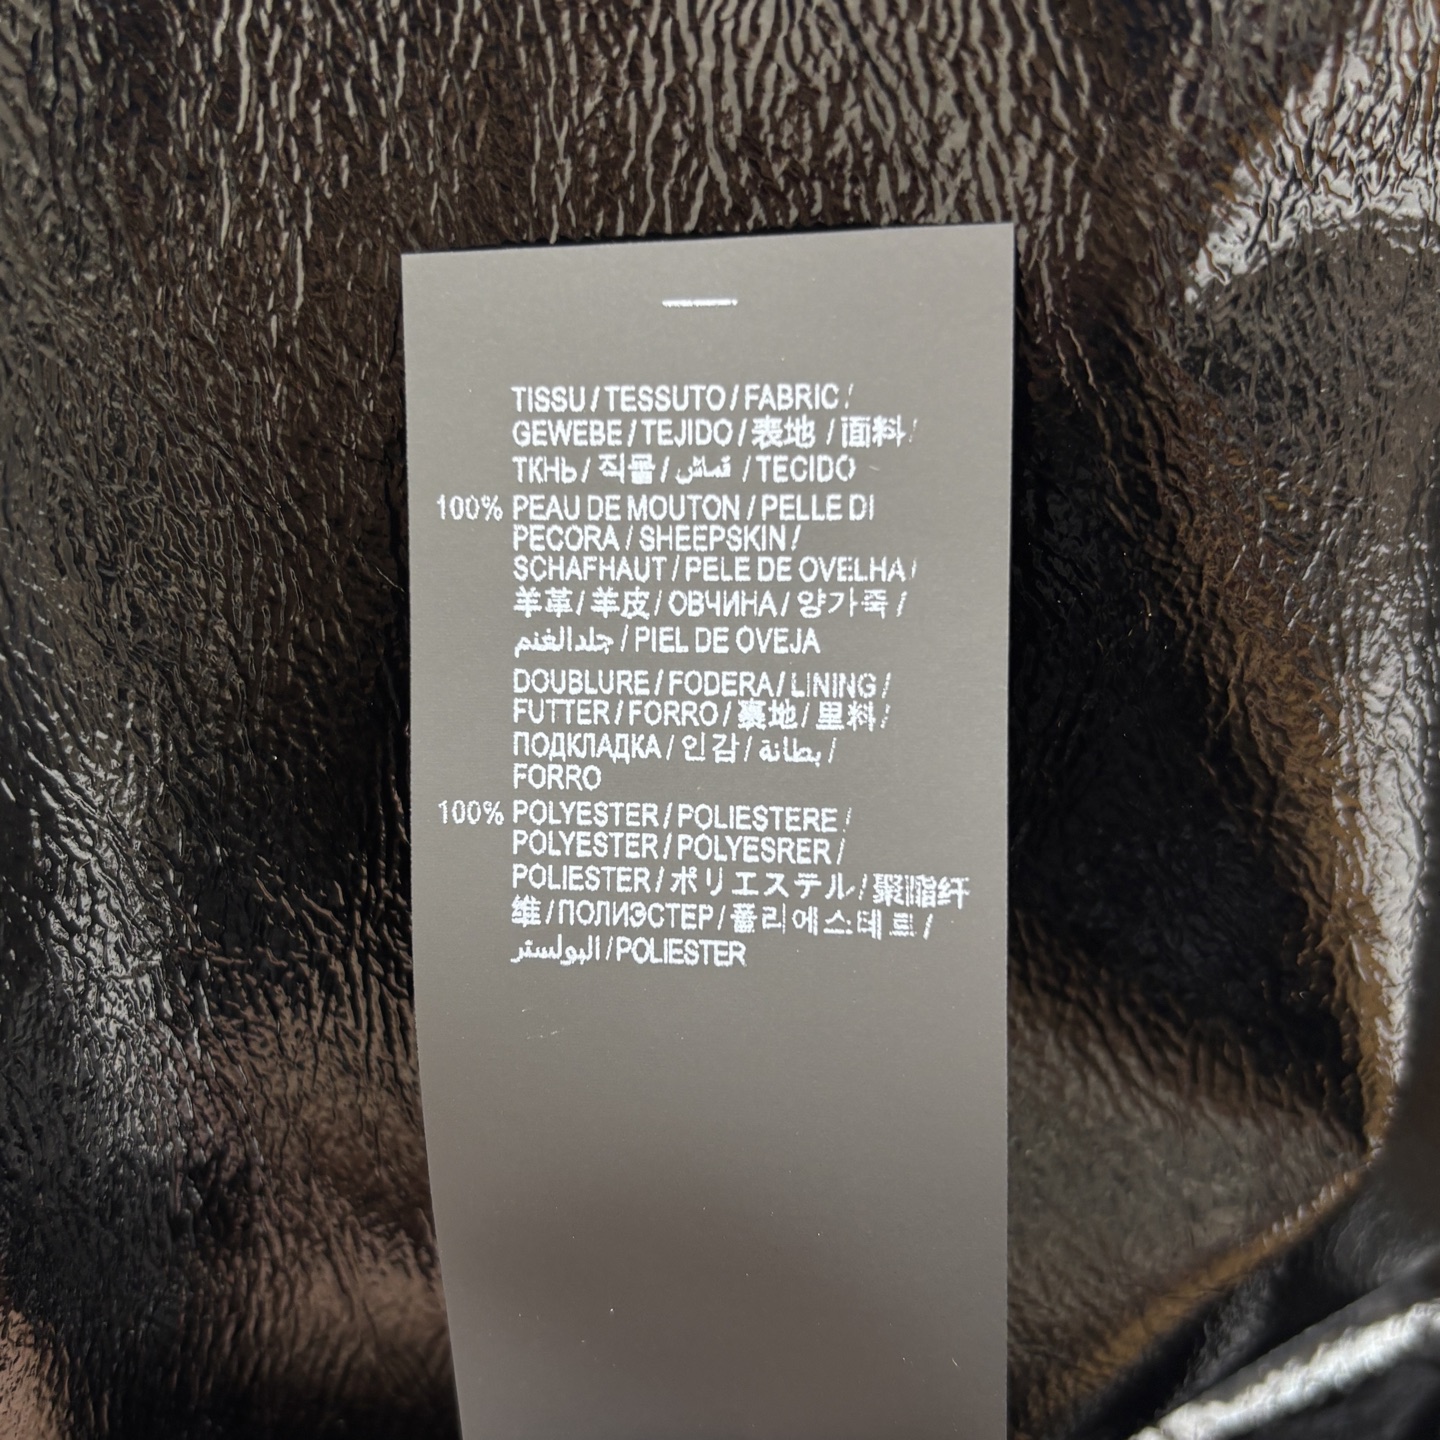 TISSU / TESSUTO / FABRIC /
GEWEBE / TEJIDO / 表地 / 面料 /
ТКНЬ / 직물 / قماش / TECIDO
100% PEAU DE MOUTON / PELLE DI
PECORA / SHEEPSKIN /
SCHAFHAUT / PELE DE OVELHA /
羊革 / 羊皮 / ОВЧИНА / 양가죽 /
جلدالغنم / PIEL DE OVEJA
DOUBLURE / FODERA / LINING /
FUTTER / FORRO / 裏地 / 里料 /
ПОДКЛАДКА / 인감 / بطانة /
FORRO
100% POLYESTER / POLIESTERE /
POLYESTER / POLYESRER /
POLIESTER / ポリエステル / 聚酯纤
维 / ПОЛИЭСТЕР / 폴리에스테트 /
البولستر / POLIESTER